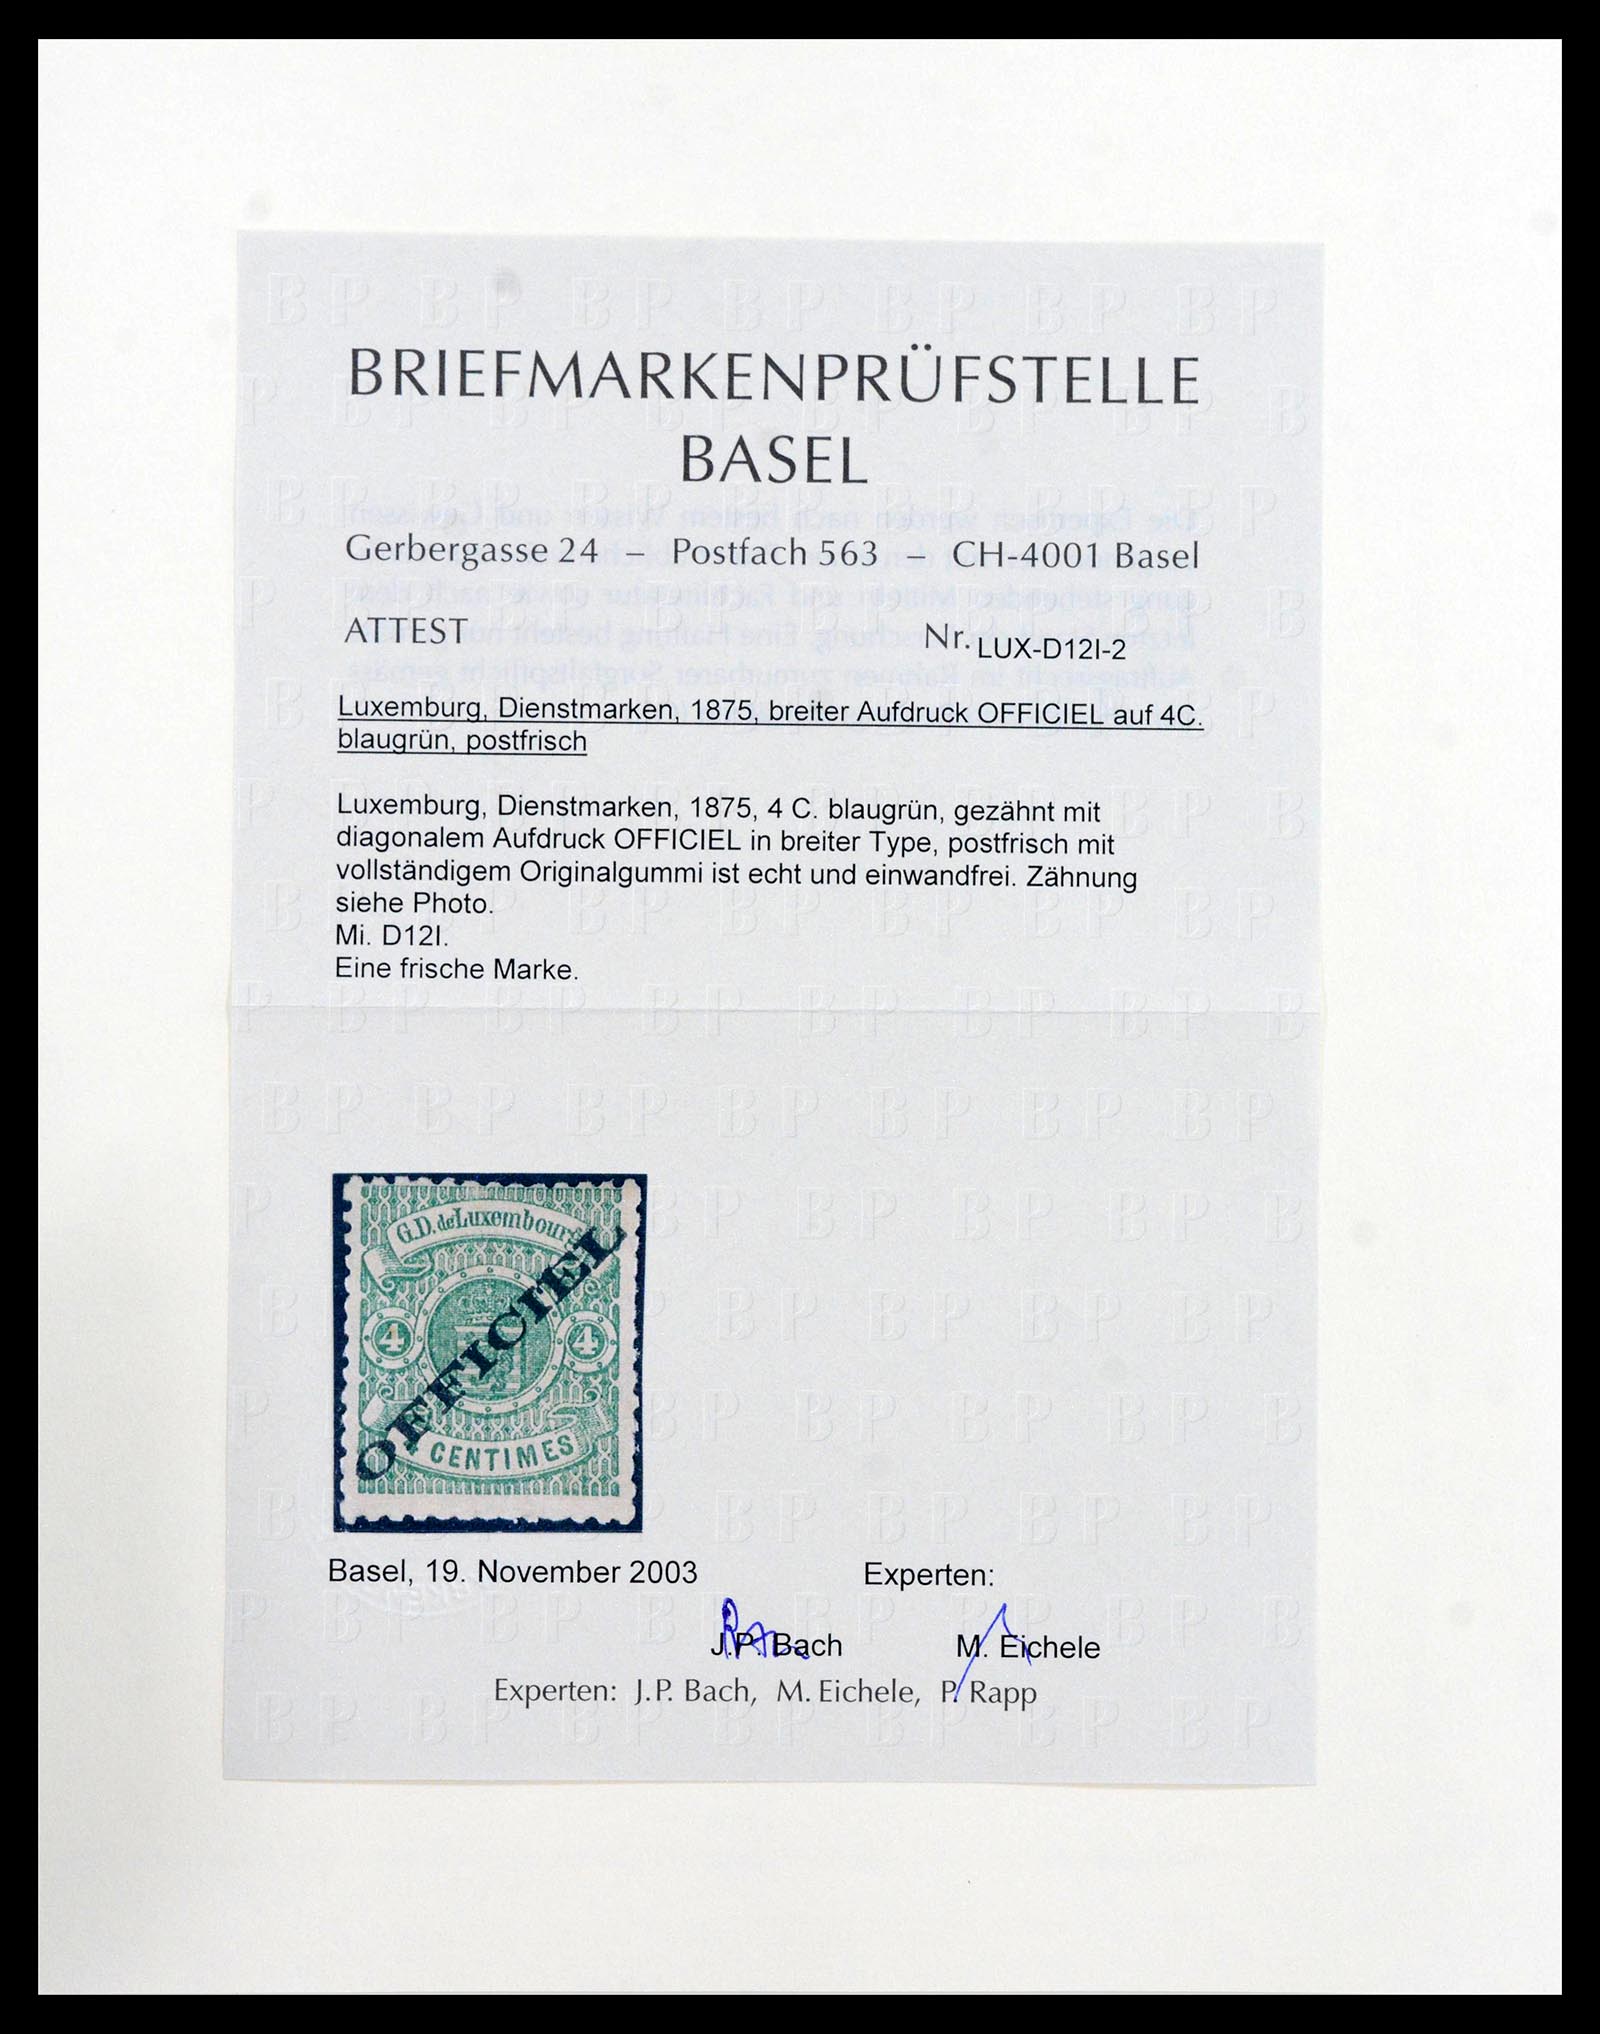 BRIEFMARKENPRÜFSTELLE
BASEL
Gerbergasse 24 – Postfach 563 – CH-4001 Basel
ATTEST
Nr. LUX-D12I-2
Luxemburg, Dienstmarken, 1875, breiter Aufdruck OFFICIEL auf 4C.
blaugrün, postfrisch
Luxemburg, Dienstmarken, 1875, 4 C. blaugrün, gezähnt mit
diagonalem Aufdruck OFFICIEL in breiter Type, postfrisch mit
vollständigem Originalgummi ist echt und einwandfrei. Zähnung
siehe Photo.
Mi. D12I.
Eine frische Marke.
G.D. de Luxembourg
OFFICIEL
4 4
CENTIMES
Basel, 19. November 2003
Experten:
J.P. Bach M. Eichele
Experten: J.P. Bach, M. Eichele, P. Rapp